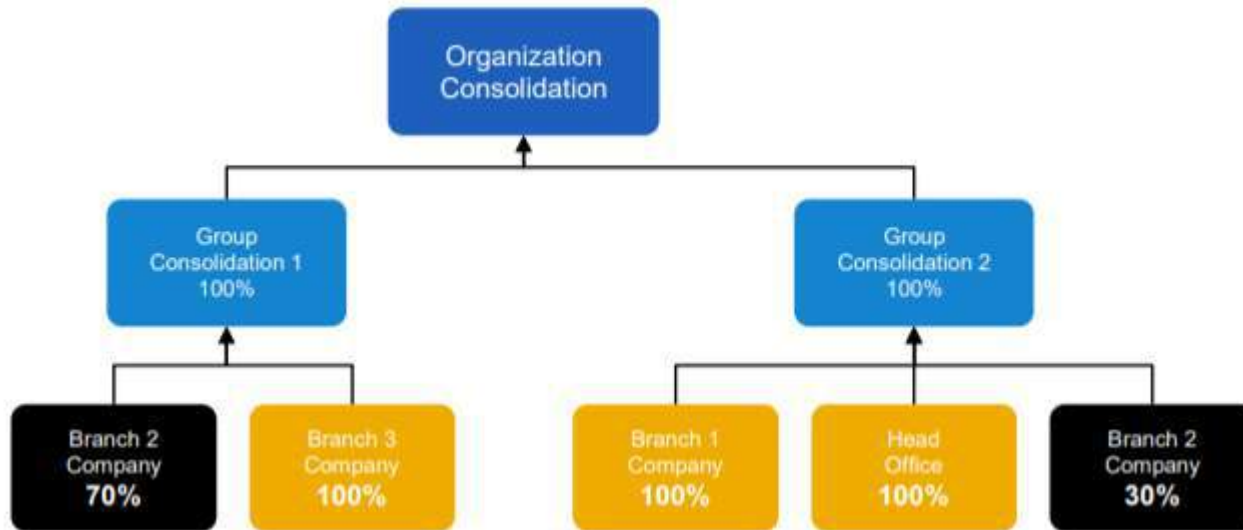 Organization
Consolidation
Group
Consolidation 1
100%
Group
Consolidation 2
100%
Branch 2
Company
70%
Branch 3
Company
100%
Branch 1
Company
100%
Head
Office
100%
Branch 2
Company
30%